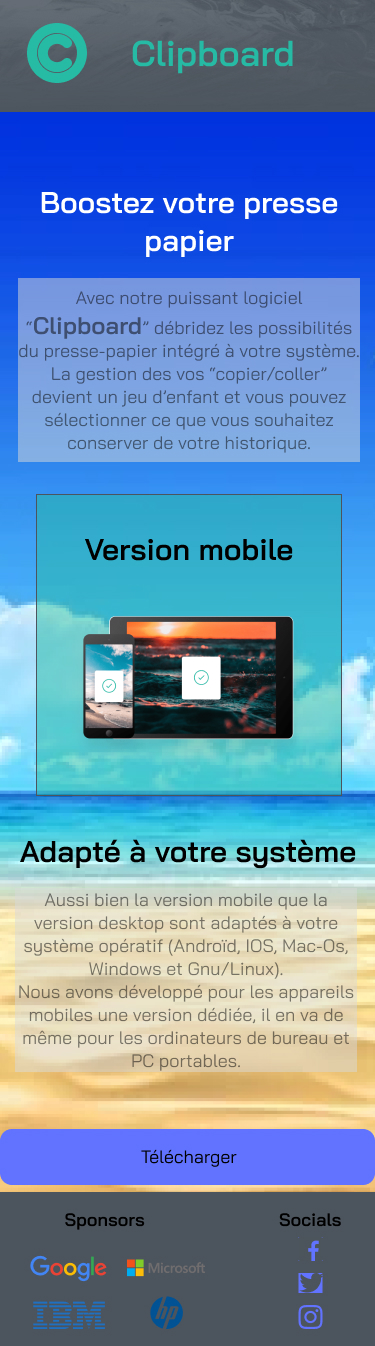 Clipboard
Boostez votre presse
papier
Avec notre puissant logiciel
“Clipboard” débridez les possibilités
du presse-papier intégré à votre système.
La gestion des vos “copier/coller”
devient un jeu d’enfant et vous pouvez
sélectionner ce que vous souhaitez
conserver de votre historique.
Version mobile
Adapté à votre système
Aussi bien la version mobile que la
version desktop sont adaptés à votre
système opératif (Androïd, IOS, Mac-Os,
Windows et Gnu/Linux).
Nous avons développé pour les appareils
mobiles une version dédiée, il en va de
même pour les ordinateurs de bureau et
PC portables.
Télécharger
Sponsors
Socials
Google
Microsoft
IBM
hp